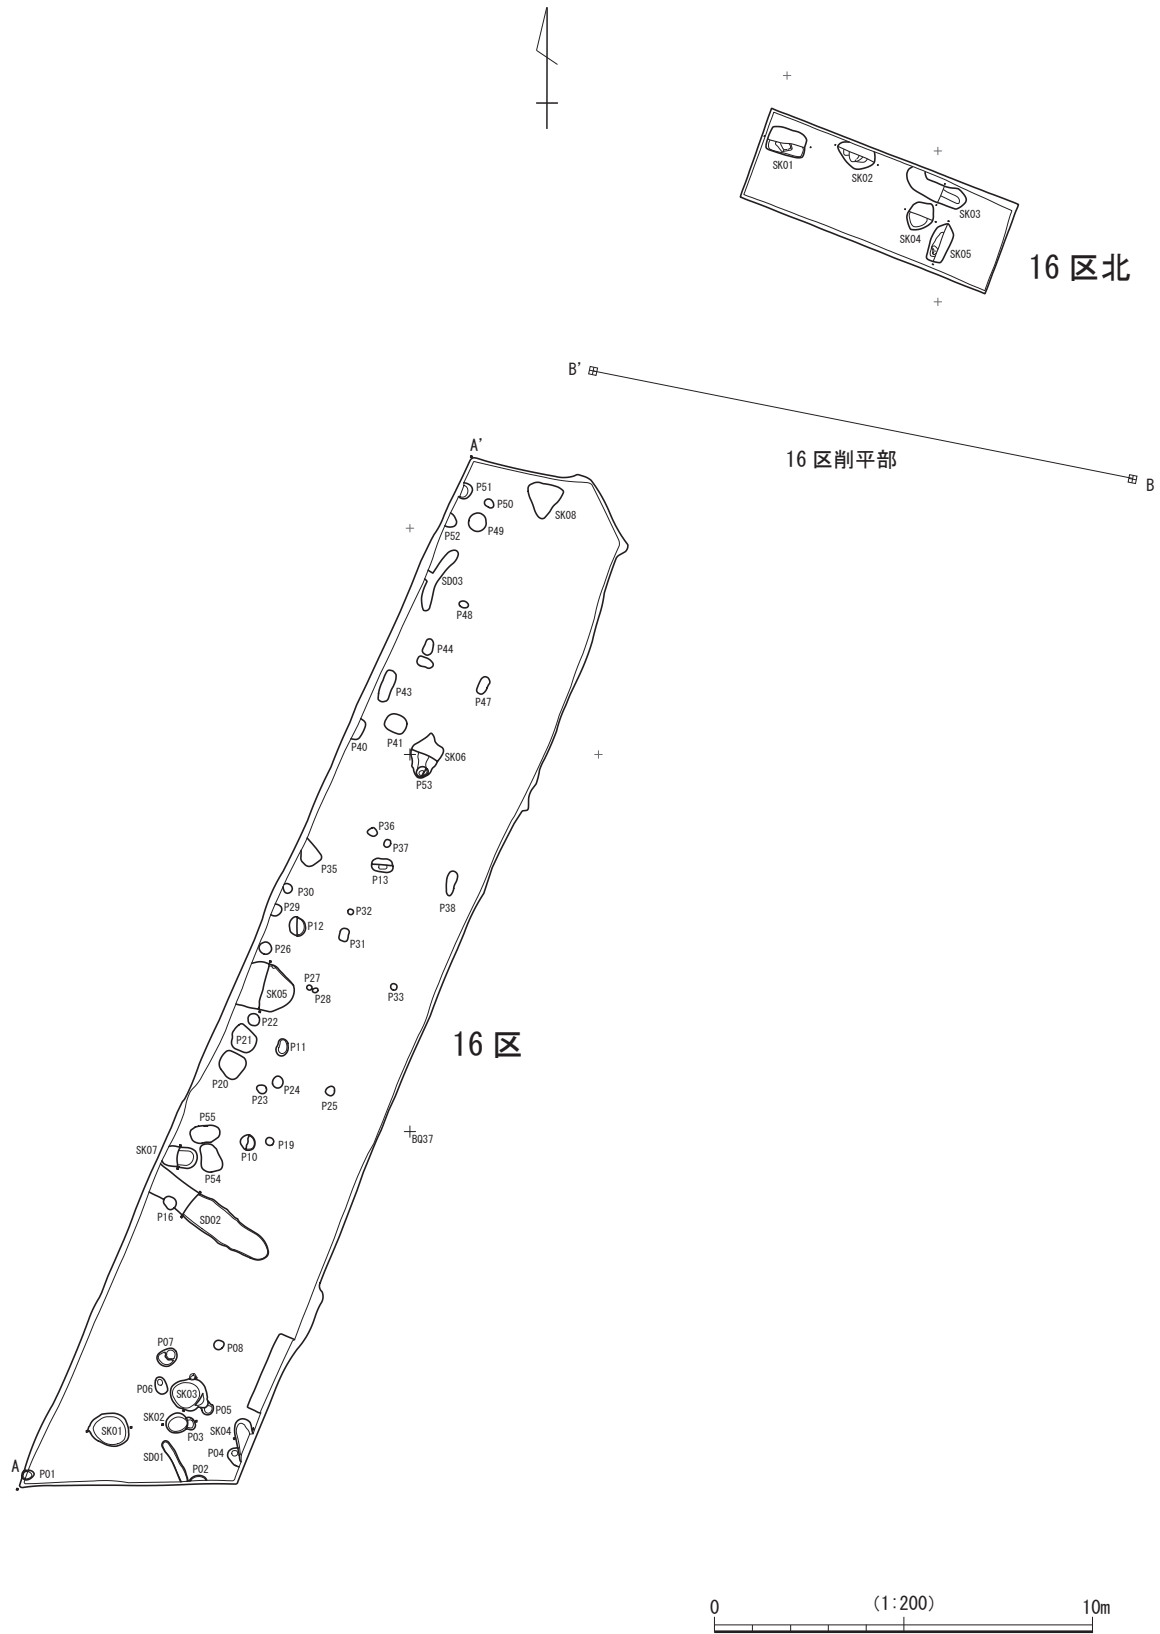 SK01
SK02
SK03
SK04
SK05
16 区北
B'
16 区削平部
B
A'
P51
P50
SK08
P52
P49
SD03
P48
P44
P43
P47
P40
P41
SK06
P53
P36
P37
P35
P13
P30
P38
P29
P32
P12
P31
P26
P27
SK05
P28
P33
P22
P21
P11
16 区
P20
P24
P23
P25
P55
SK07
P10
P19
BQ37
P54
P16
SD02
P07
P08
P06
SK03
P05
SK02
SK01
P03
SK04
SD01
P04
A
P01
P02
0
(1:200)
10m